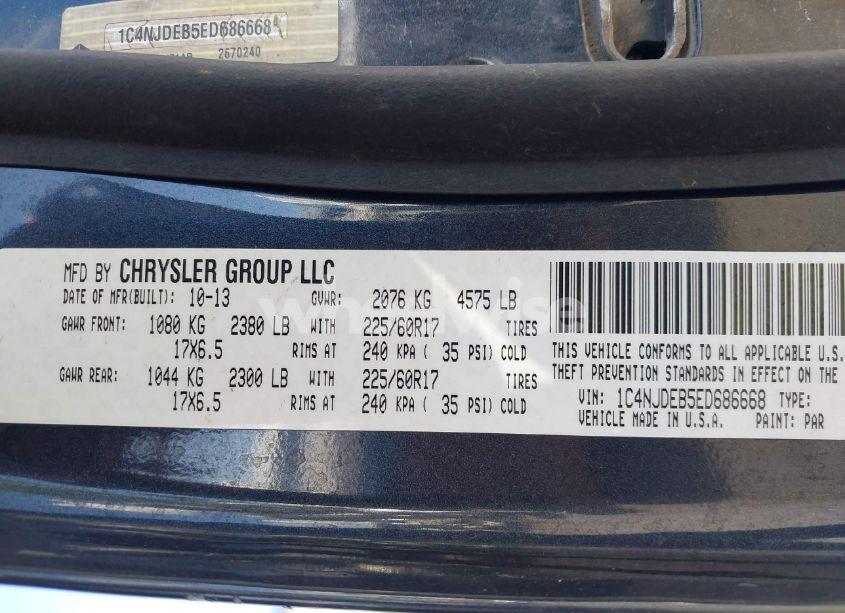 1C4NJDEB5ED686668
2670240
MFD BY CHRYSLER GROUP LLC
DATE OF MFR(BUILT): 10-13 GVWR: 2076 KG 4575 LB
GAWR FRONT: 1080 KG 2380 LB WITH 225/60R17 TIRES
17X6.5 RIMS AT 240 KPA ( 35 PSI) COLD
GAWR REAR: 1044 KG 2300 LB WITH 225/60R17 TIRES
17X6.5 RIMS AT 240 KPA ( 35 PSI) COLD
THIS VEHICLE CONFORMS TO ALL APPLICABLE U.S.
THEFT PREVENTION STANDARDS IN EFFECT ON THE
VIN: 1C4NJDEB5ED686668 TYPE:
VEHICLE MADE IN U.S.A. PAINT: PAR